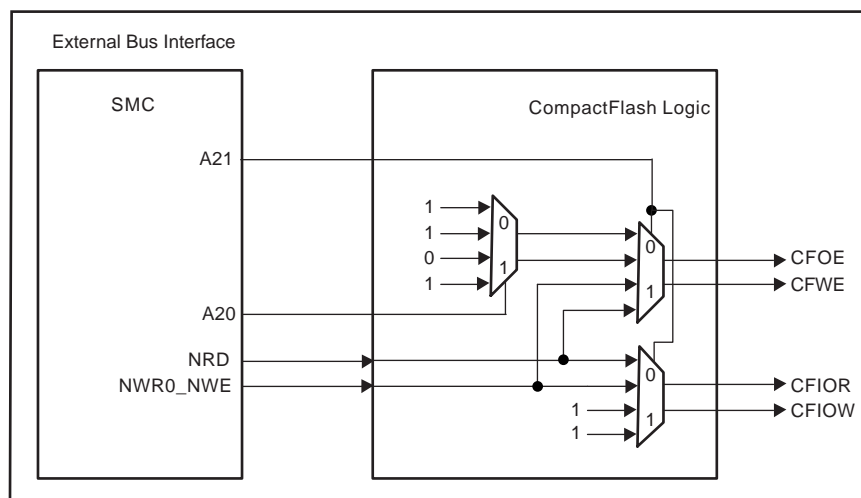 External Bus Interface
SMC
CompactFlash Logic
A21
1
1
0
1
0
1
A20
0
1
CFOE
CFWE
NRD
NWR0_NWE
0
1
1
1
CFIOR
CFIOW